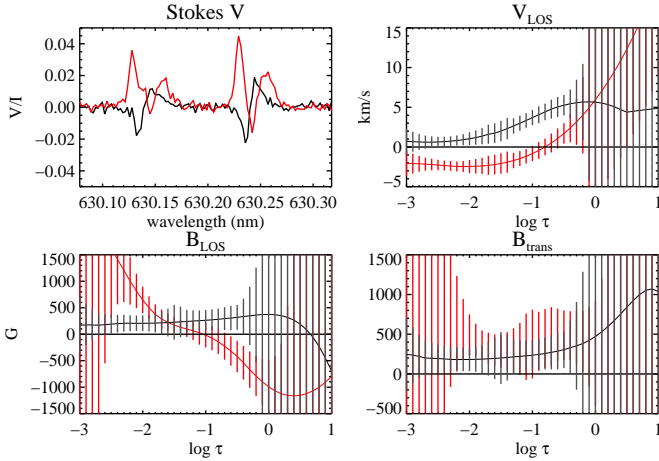 Stokes V
V/I
0.04
0.02
0.00
−0.02
−0.04
630.10 630.15 630.20 630.25 630.30
wavelength (nm)
V_LOS
km/s
15
10
5
0
−5
−3 −2 −1 0 1
log τ
B_LOS
G
1500
1000
500
0
−500
−1000
−1500
−3 −2 −1 0 1
log τ
B_trans
1500
1000
500
0
−500
−3 −2 −1 0 1
log τ